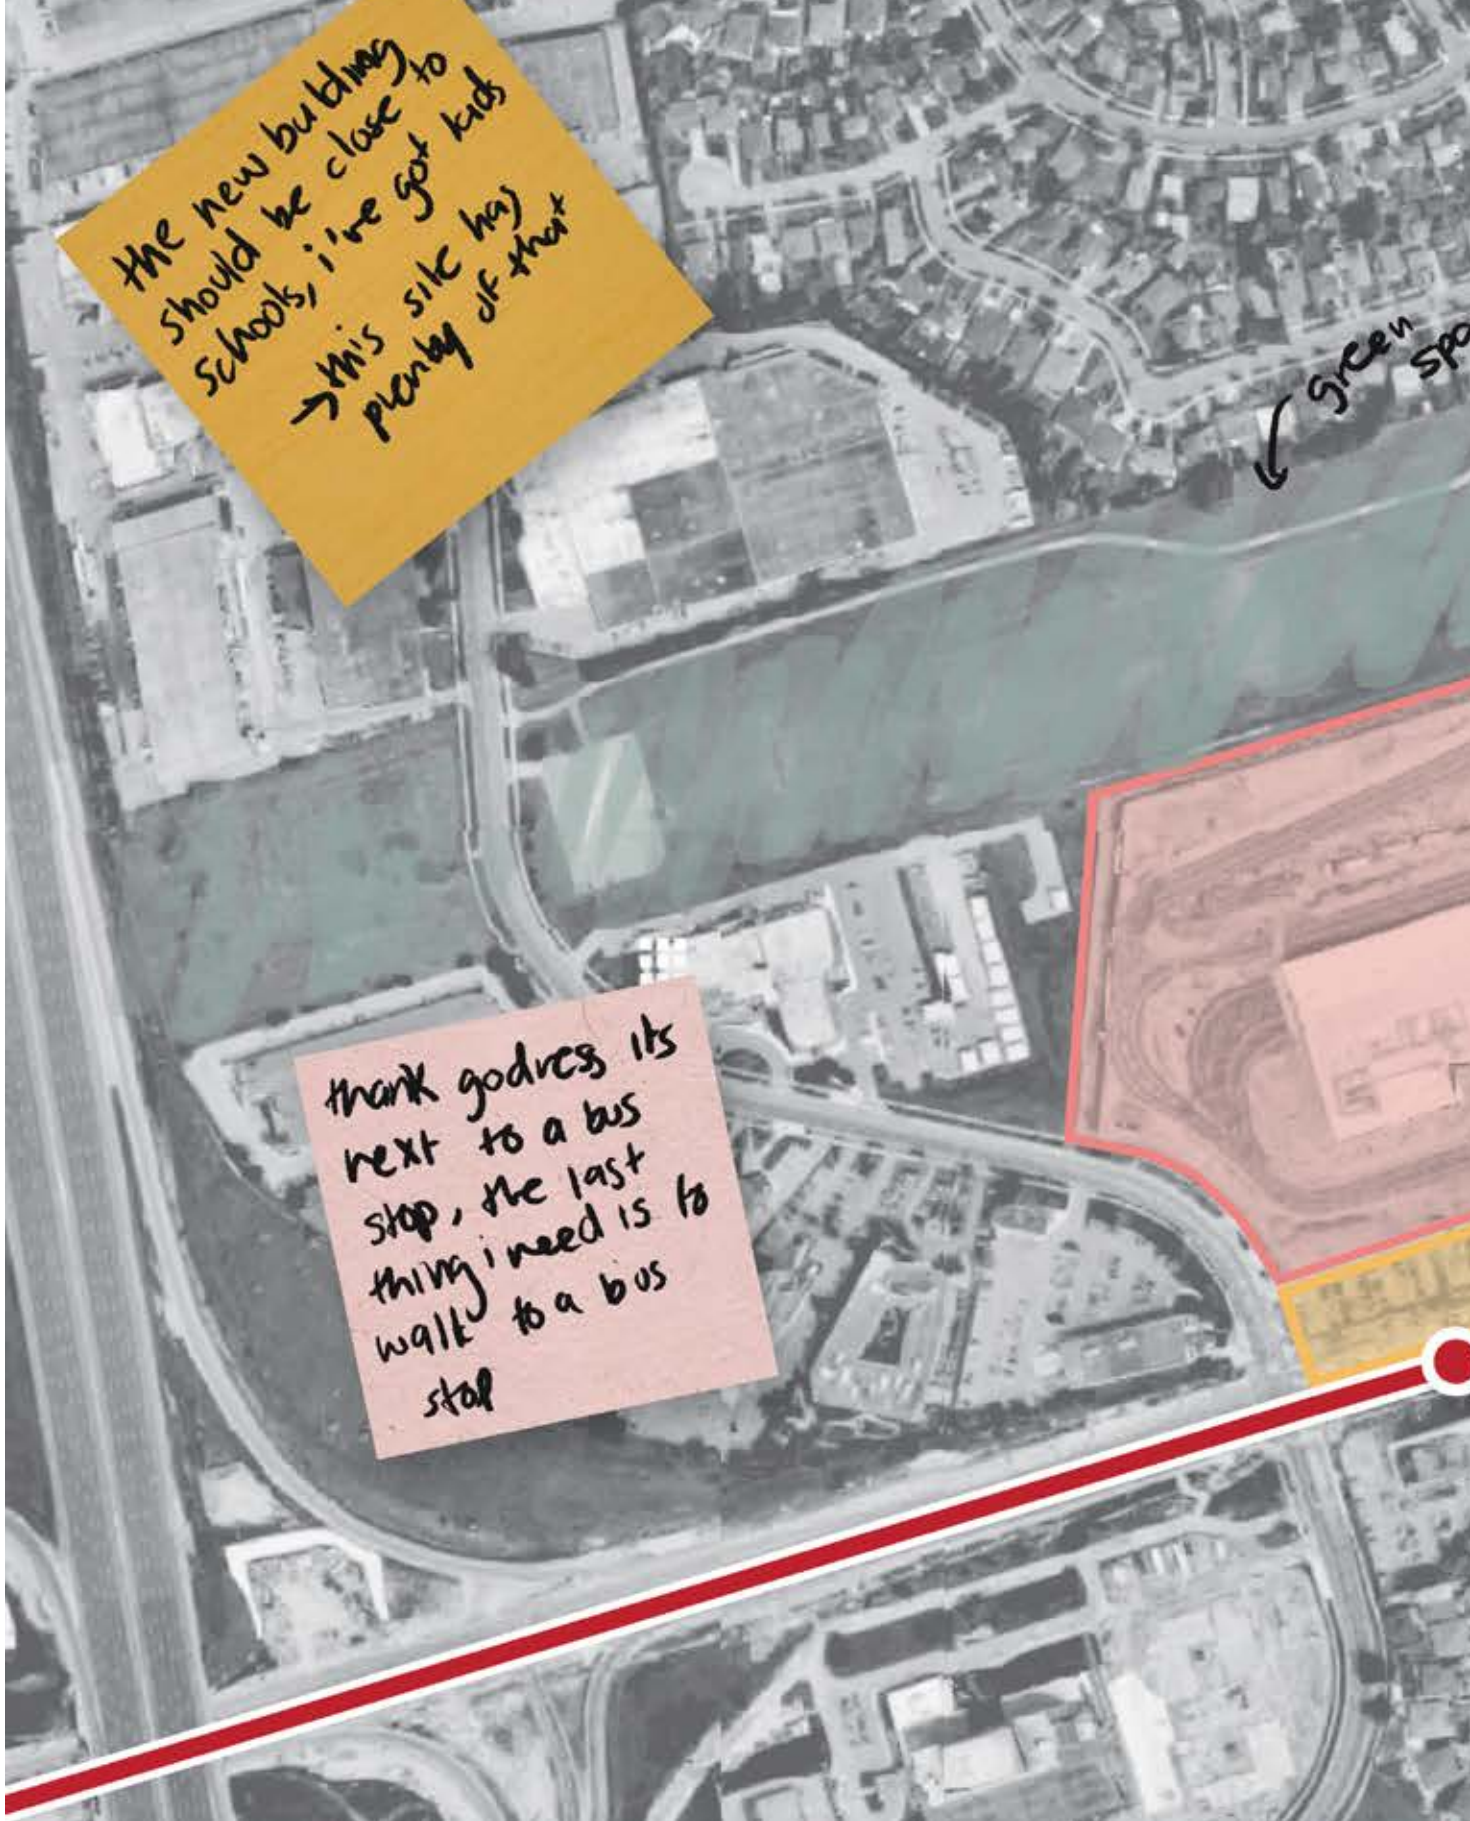 the new building
should be close to
schools, i've got kids
→ this site has
plenty of that
green
spa
thank godness its
next to a bus
stop, the last
thing i need is to
walk to a bus
stop